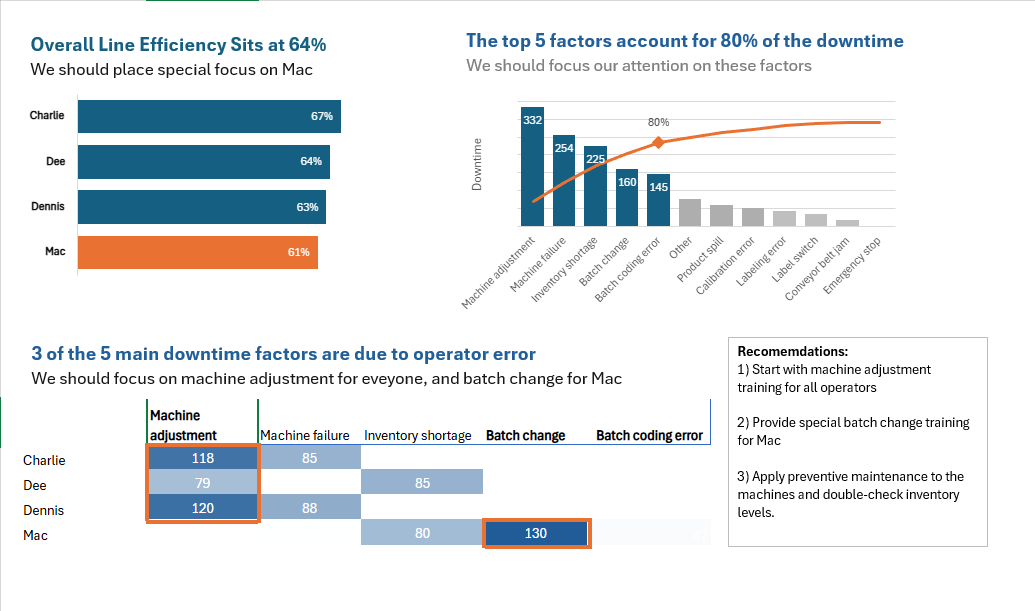 Overall Line Efficiency Sits at 64%
We should place special focus on Mac
Charlie
67%
Dee
64%
Dennis
63%
Mac
61%
The top 5 factors account for 80% of the downtime
We should focus our attention on these factors
Downtime
332
254
225
160
145
80%
Machine adjustment
Machine failure
Inventory shortage
Batch change
Batch coding error
Other
Product spill
Calibration error
Labeling error
Label switch
Conveyor belt jam
Emergency stop
3 of the 5 main downtime factors are due to operator error
We should focus on machine adjustment for eveyone, and batch change for Mac
Machine
adjustment
Machine failure
Inventory shortage
Batch change
Batch coding error
Charlie
118
85
Dee
79
85
Dennis
120
88
Mac
80
130
Recomemdations:
1) Start with machine adjustment
training for all operators
2) Provide special batch change training
for Mac
3) Apply preventive maintenance to the
machines and double-check inventory
levels.